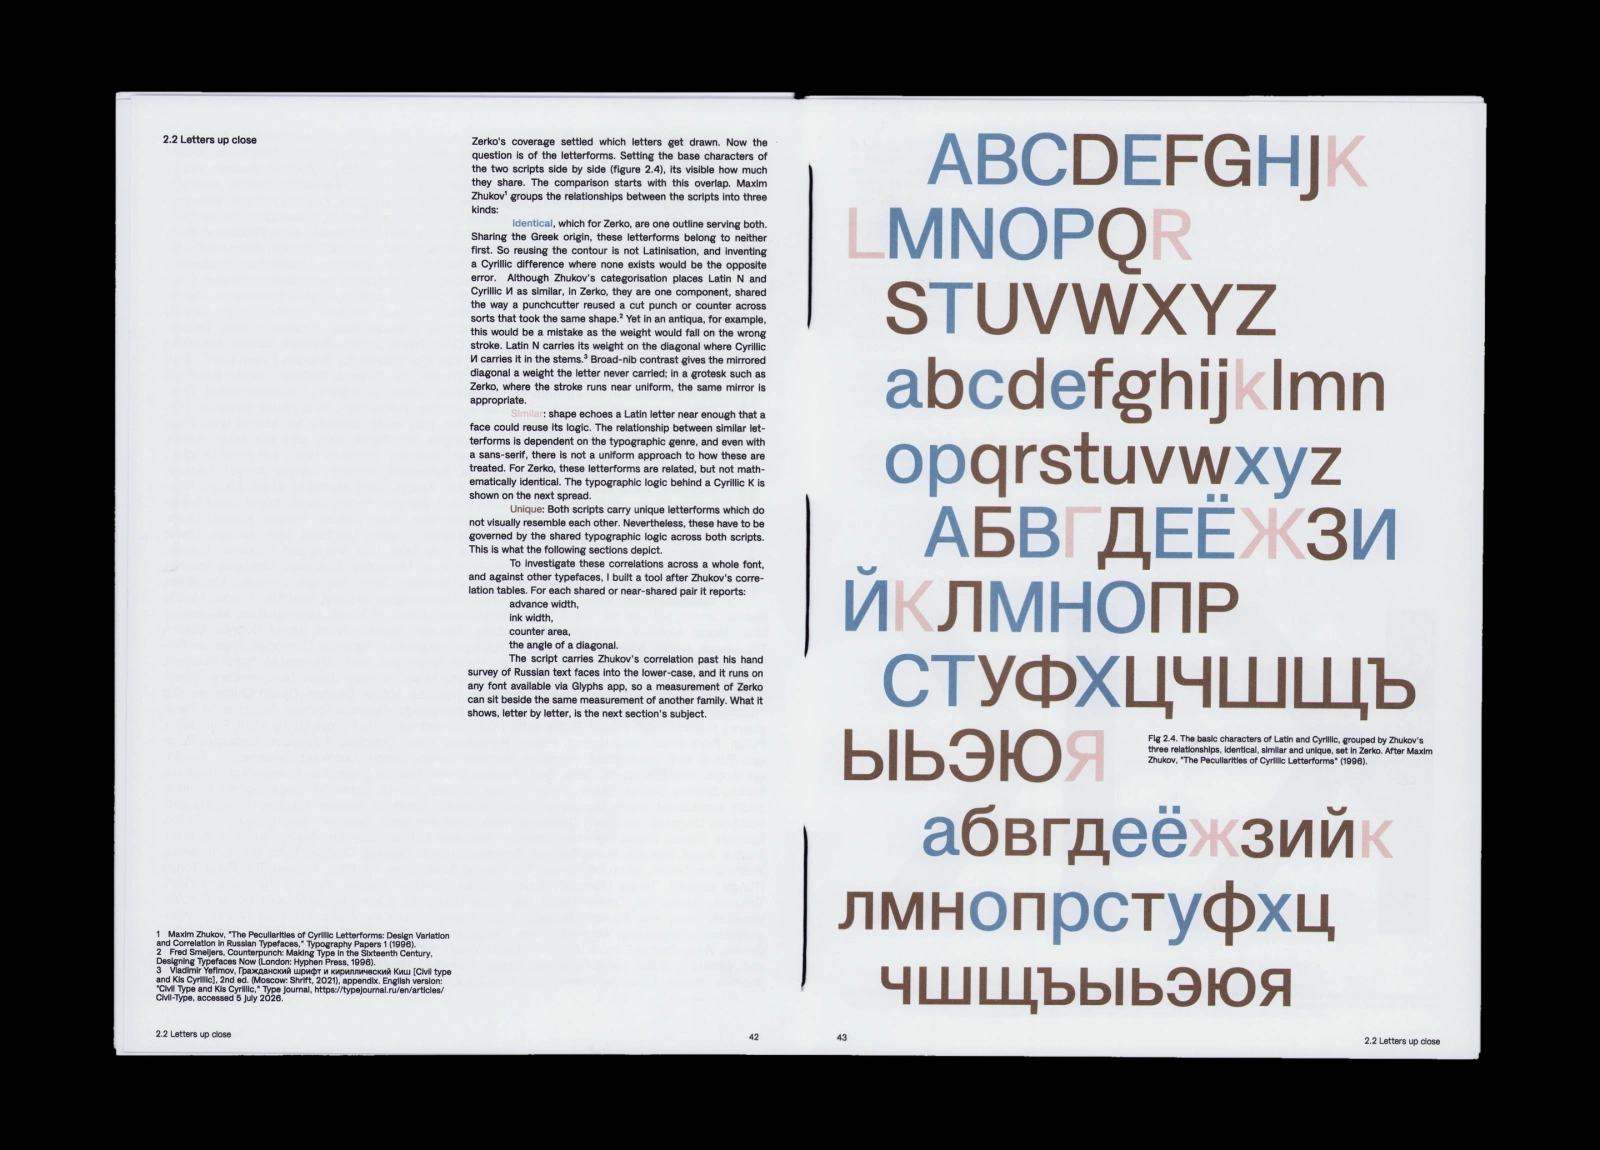 2.2 Letters up close
Zerko's coverage settled which letters get drawn. Now the
question is of the letterforms. Setting the base characters of
the two scripts side by side (figure 2.4), its visible how much
they share. The comparison starts with this overlap. Maxim
Zhukov¹ groups the relationships between the scripts into three
kinds:
Identical, which for Zerko, are one outline serving both.
Sharing the Greek origin, these letterforms belong to neither
first. So reusing the contour is not Latinisation, and inventing
a Cyrillic difference where none exists would be the opposite
error. Although Zhukov's categorisation places Latin N and
Cyrillic И as similar, in Zerko, they are one component, shared
the way a punchcutter reused a cut punch or counter across
sorts that took the same shape.² Yet in an antiqua, for example,
this would be a mistake as the weight would fall on the wrong
stroke. Latin N carries its weight on the diagonal where Cyrillic
И carries it in the stems.³ Broad-nib contrast gives the mirrored
diagonal a weight the letter never carried; in a grotesk such as
Zerko, where the stroke runs near uniform, the same mirror is
appropriate.
Similar: shape echoes a Latin letter near enough that a
face could reuse its logic. The relationship between similar let-
terforms is dependent on the typographic genre, and even with
a sans-serif, there is not a uniform approach to how these are
treated. For Zerko, these letterforms are related, but not math-
ematically identical. The typographic logic behind a Cyrillic К is
shown on the next spread.
Unique: Both scripts carry unique letterforms which do
not visually resemble each other. Nevertheless, these have to be
governed by the shared typographic logic across both scripts.
This is what the following sections depict.
To investigate these correlations across a whole font,
and against other typefaces, I built a tool after Zhukov's corre-
lation tables. For each shared or near-shared pair it reports:
advance width,
ink width,
counter area,
the angle of a diagonal.
The script carries Zhukov's correlation past his hand
survey of Russian text faces into the lower-case, and it runs on
any font available via Glyphs app, so a measurement of Zerko
can sit beside the same measurement of another family. What it
shows, letter by letter, is the next section's subject.
1 Maxim Zhukov, "The Peculiarities of Cyrillic Letterforms: Design Variation
and Correlation in Russian Typefaces," Typography Papers 1 (1996).
2 Fred Smeijers, Counterpunch: Making Type in the Sixteenth Century,
Designing Typefaces Now (London: Hyphen Press, 1996).
3 Vladimir Yefimov, Гражданский шрифт и кириллический Киш [Civil type
and Kis Cyrillic], 2nd ed. (Moscow: Shrift, 2021), appendix. English version:
"Civil Type and Kis Cyrillic," Type Journal, https://typejournal.ru/en/articles/
Civil-Type, accessed 5 July 2026.
2.2 Letters up close
42
ABCDEFGHJK
LMNOPQR
STUVWXYZ
abcdefghijklmn
opqrstuvwxyz
АБВГДЕЁЖЗИ
ЙКЛМНОПР
СТУФХЦЧШЩЪ
ЫЬЭЮЯ
Fig 2.4. The basic characters of Latin and Cyrillic, grouped by Zhukov's
three relationships, identical, similar and unique, set in Zerko. After Maxim
Zhukov, "The Peculiarities of Cyrillic Letterforms" (1996).
абвгдеёжзийк
лмнопрстуфхц
чшщъыьэюя
43
2.2 Letters up close